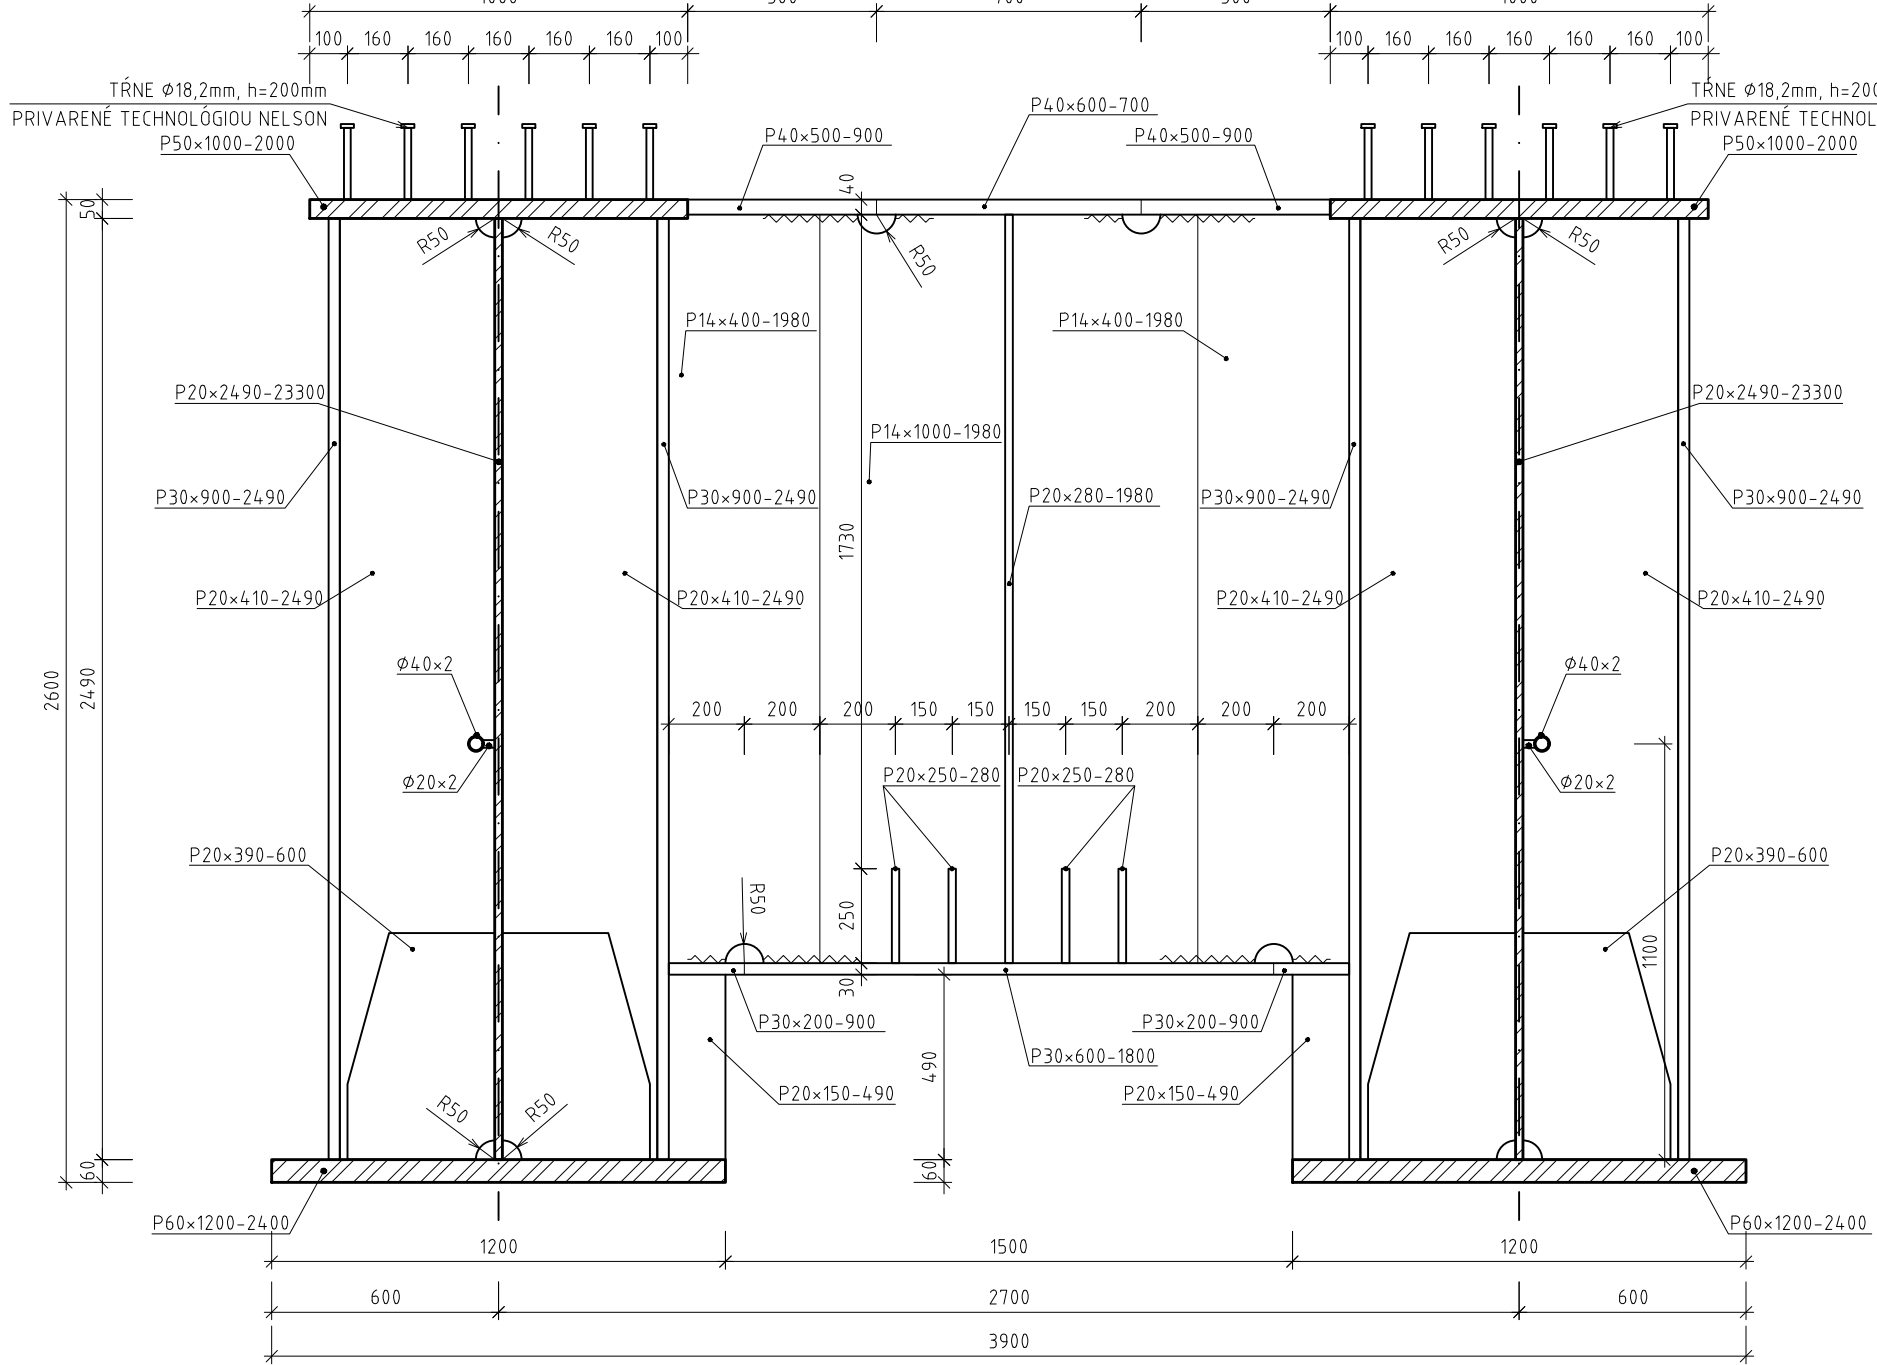 100 160 160 160 160 160 100
100 160 160 160 160 160 100
TŔNE Ø18,2mm, h=200mm
PRIVARENÉ TECHNOLÓGIOU NELSON
P50×1000-2000
P40×500-900
P40×600-700
P40×500-900
TŔNE Ø18,2mm, h=200
PRIVARENÉ TECHNOL
P50×1000-2000
50
40
R50
R50
R50
R50
R50
P14×400-1980
P14×400-1980
P20×2490-23300
P20×2490-23300
P14×1000-1980
P30×900-2490
P30×900-2490
P20×280-1980
P30×900-2490
P30×900-2490
1730
P20×410-2490
P20×410-2490
P20×410-2490
P20×410-2490
2600
2490
Ø40×2
Ø40×2
200 200 200 150 150 150 150 200 200 200
Ø20×2
P20×250-280
P20×250-280
Ø20×2
P20×390-600
P20×390-600
R50
250
1100
30
P30×200-900
P30×200-900
P30×600-1800
490
P20×150-490
P20×150-490
R50
R50
60
60
P60×1200-2400
P60×1200-2400
1200 1500 1200
600 2700 600
3900